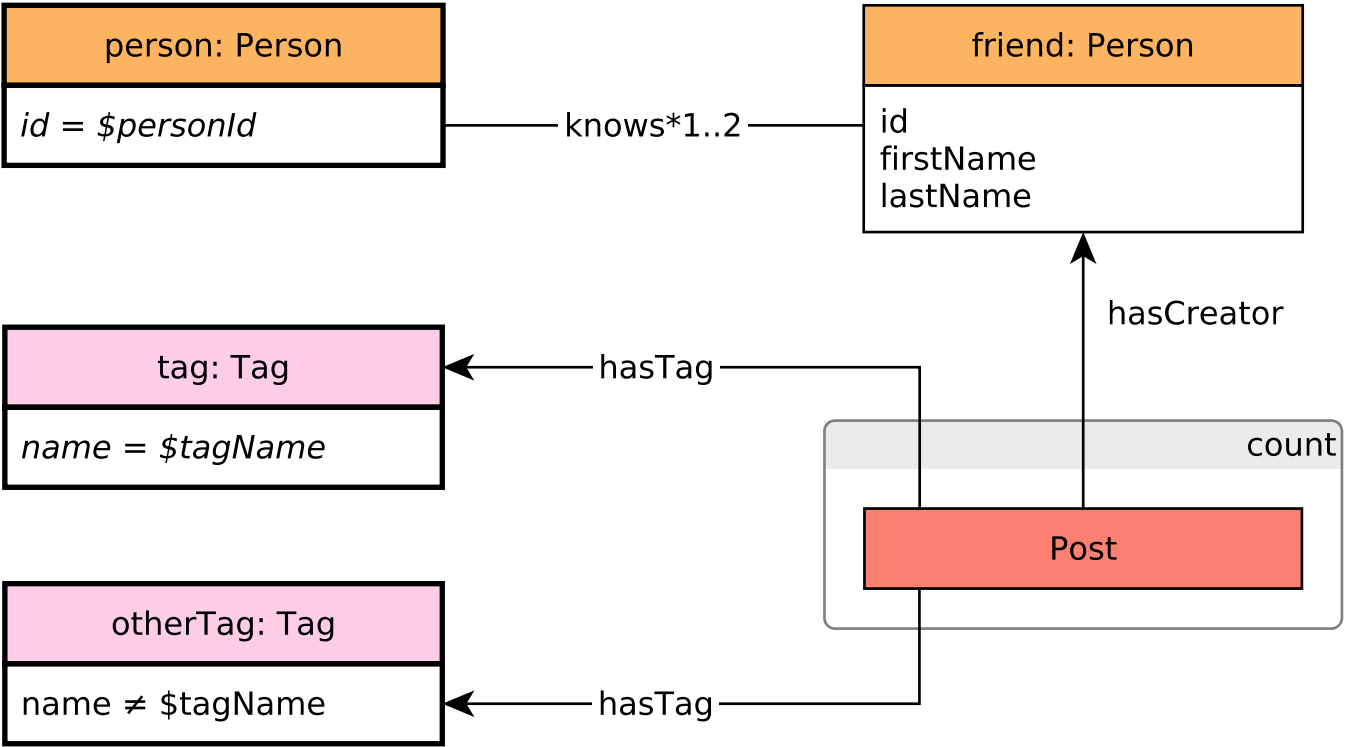 person: Person
id = $personId
knows*1..2
friend: Person
id
firstName
lastName
hasCreator
tag: Tag
name = $tagName
hasTag
count
Post
otherTag: Tag
name ≠ $tagName
hasTag